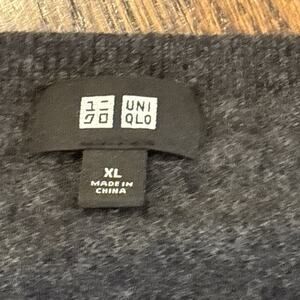 ユニ UNI
クロ QLO
XL
MADE IN
CHINA